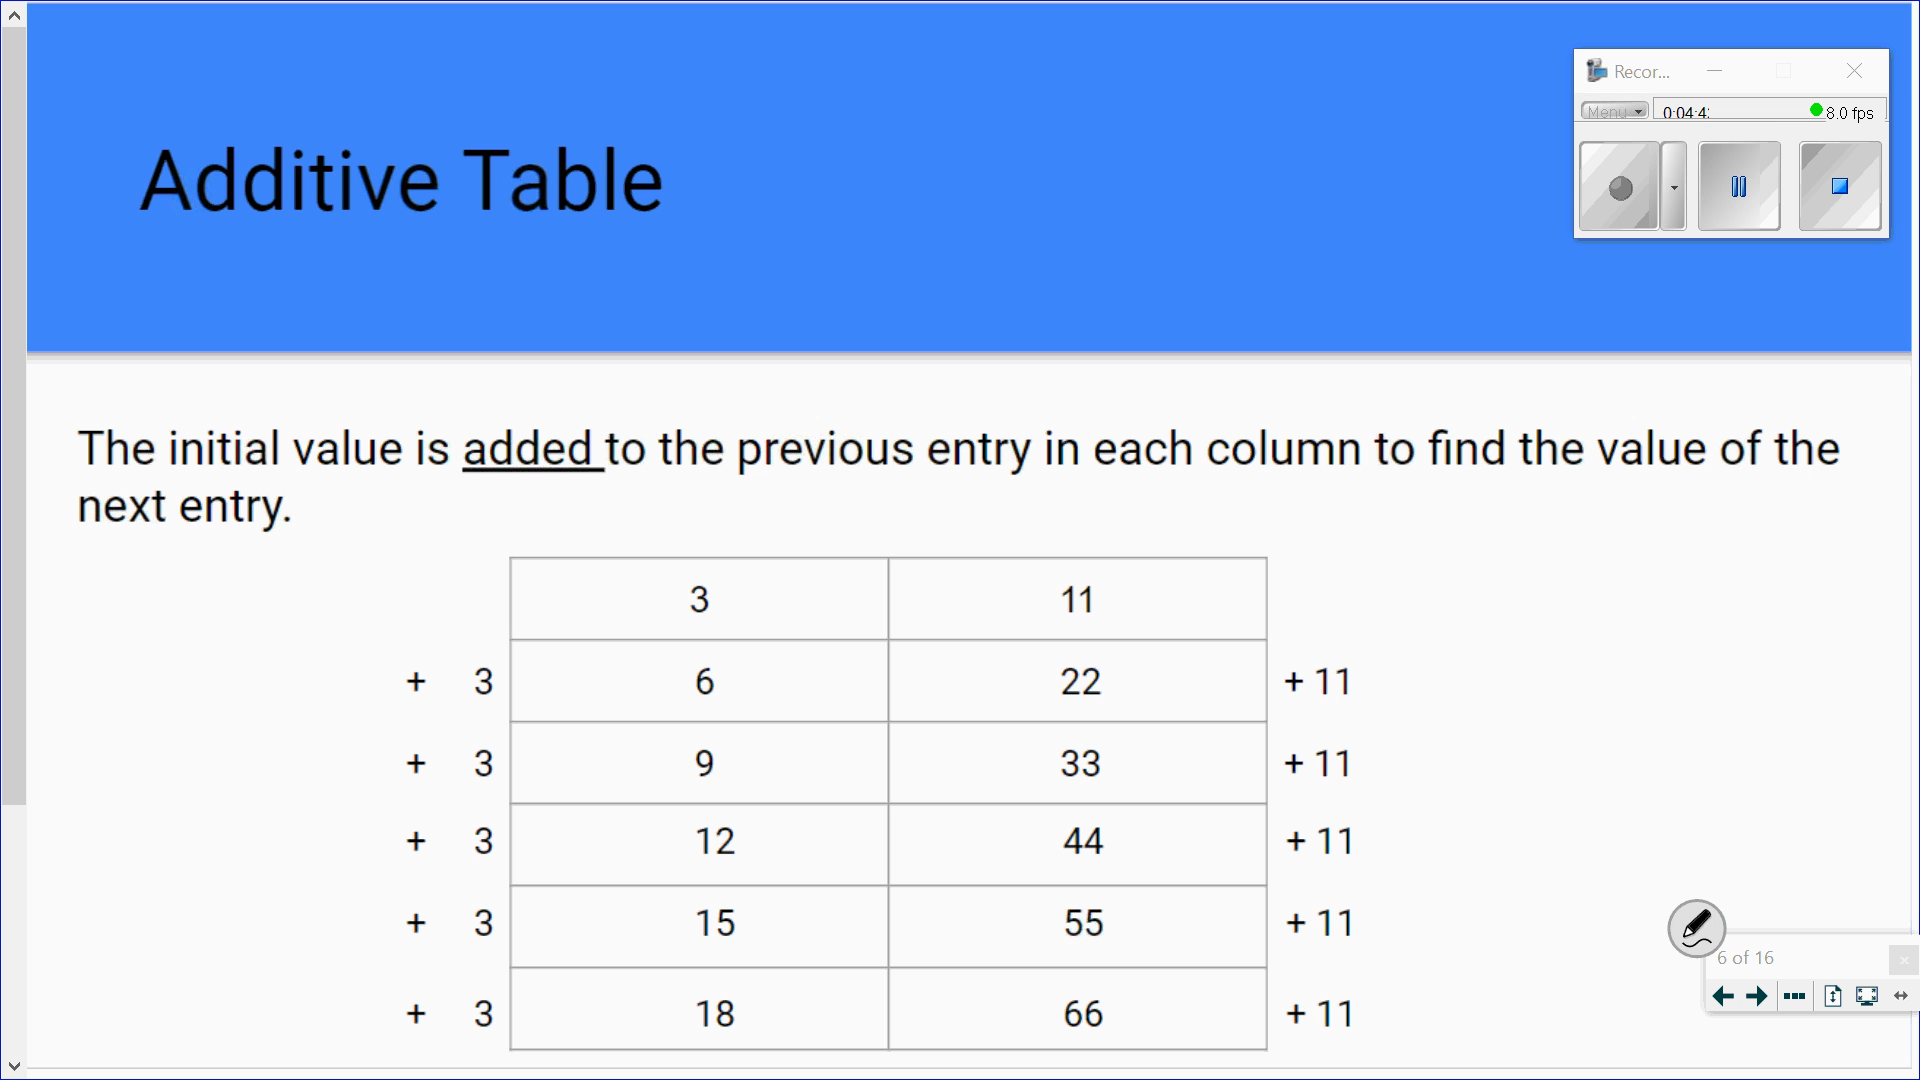 Recor...
Menu 0:04:4 8.0 fps
Additive Table
The initial value is added to the previous entry in each column to find the value of the
next entry.
3 11
+ 3 6 22 + 11
+ 3 9 33 + 11
+ 3 12 44 + 11
+ 3 15 55 + 11
6 of 16
+ 3 18 66 + 11